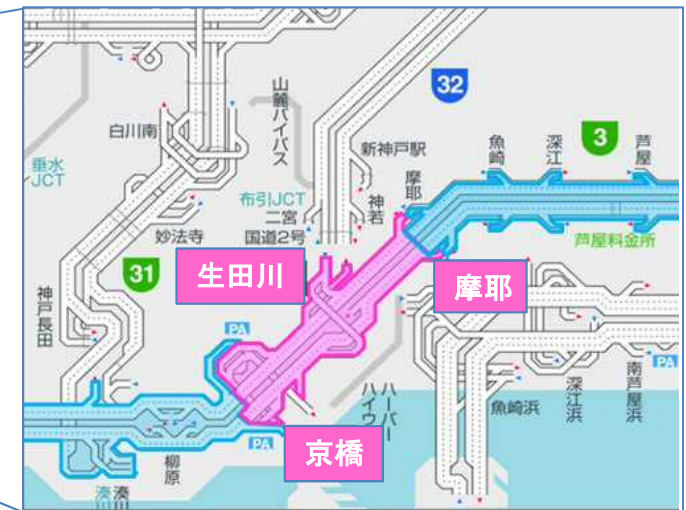 32
3
山麓バイパス
白川南
垂水
JCT
新神戸駅
魚崎
深江
芦屋
摩耶
布引JCT
二宮
国道2号
神若
妙法寺
芦屋料金所
生田川
摩耶
31
神戸長田
PA
PA
南芦屋浜
深江浜
魚崎浜
ハーバー
ハイウ
PA
京橋
柳原
湊川
湊川